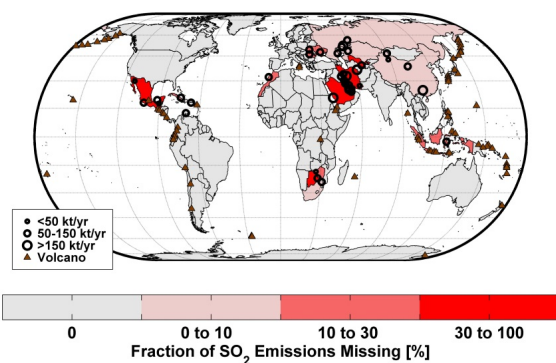 <50 kt/yr
50-150 kt/yr
>150 kt/yr
Volcano
0
0 to 10
10 to 30
30 to 100
Fraction of SO₂ Emissions Missing [%]